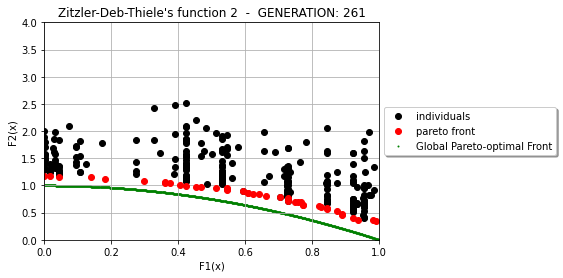 Zitzler-Deb-Thiele's function 2 - GENERATION: 261
4.0
3.5
3.0
2.5
2.0
1.5
1.0
0.5
0.0
F2(x)
0.0 0.2 0.4 0.6 0.8 1.0
F1(x)
individuals
pareto front
Global Pareto-optimal Front